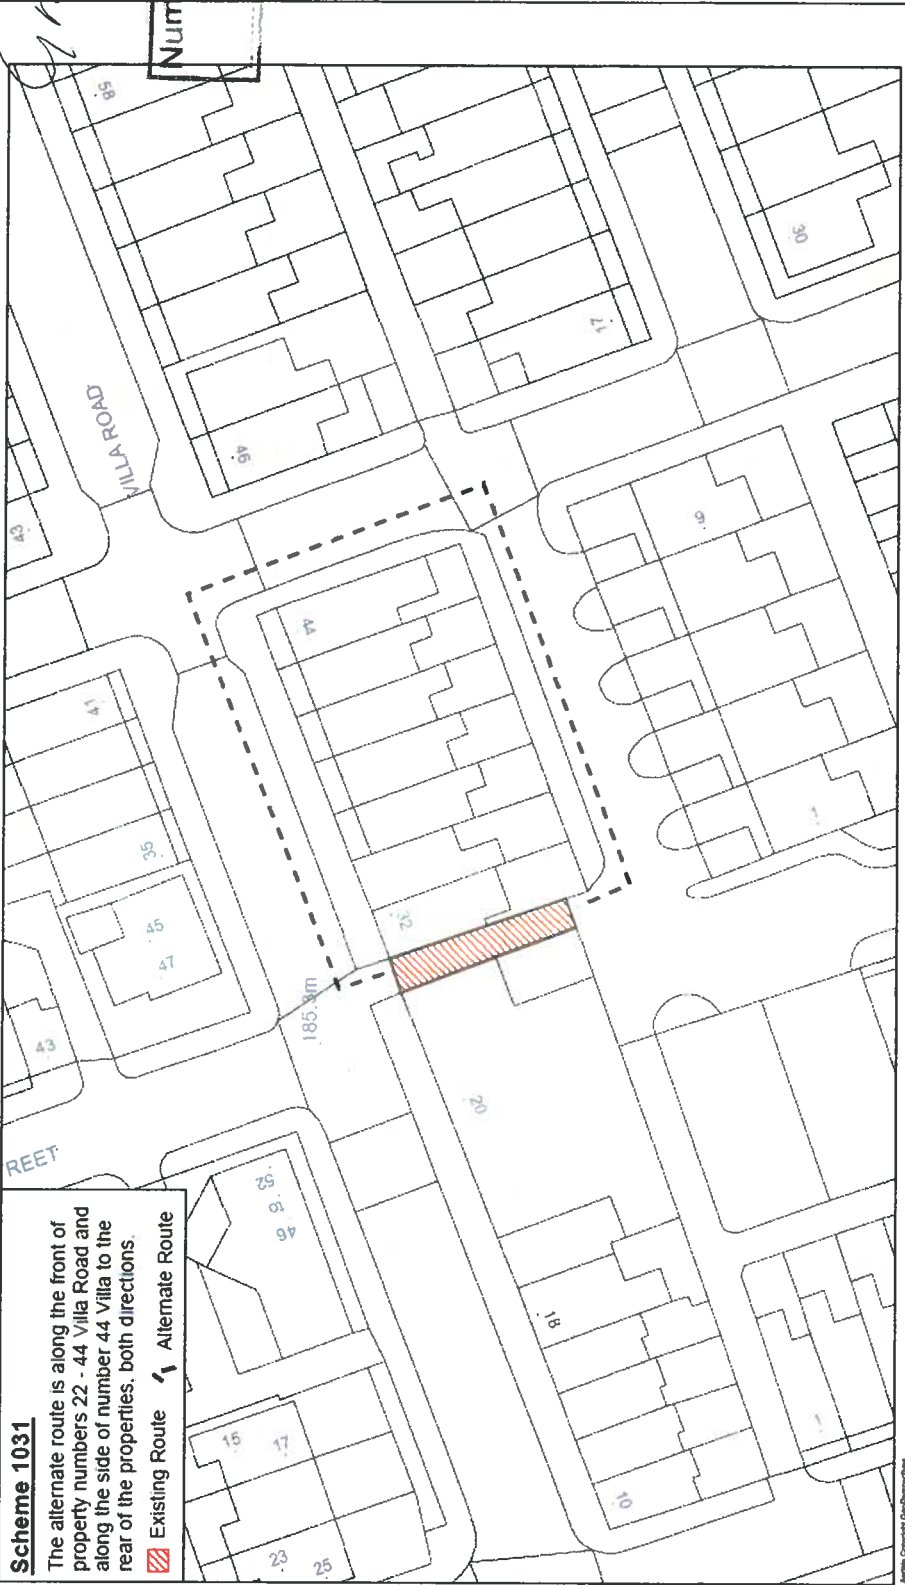 Num
Scheme 1031
The alternate route is along the front of
property numbers 22 - 44 Villa Road and
along the side of number 44 Villa to the
rear of the properties. both directions.
Existing Route Alternate Route
VILLA ROAD
REET
185.8m
58
46
43
17
30
44
9
41
35
45
47
43
32
20
52
46
18
15
17
10
23
25
1